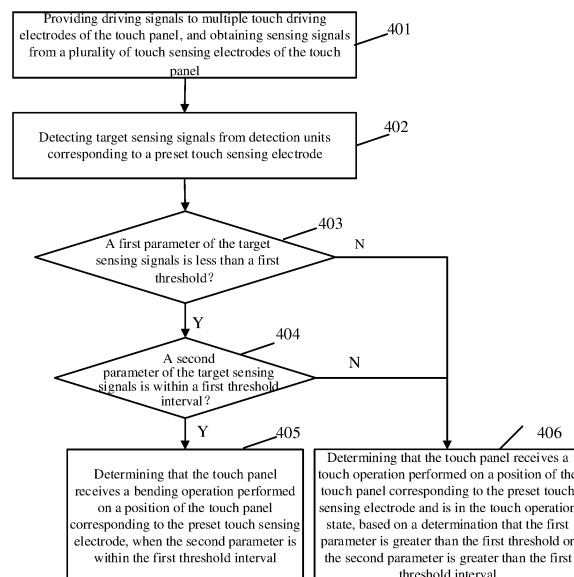 Providing driving signals to multiple touch driving
electrodes of the touch panel, and obtaining sensing signals
from a plurality of touch sensing electrodes of the touch
panel
401
Detecting target sensing signals from detection units
corresponding to a preset touch sensing electrode
402
A first parameter of the target
sensing signals is less than a first
threshold?
403
N
Y
A second
parameter of the target sensing
signals is within a first threshold
interval?
404
N
Y
Determining that the touch panel
receives a bending operation performed
on a position of the touch panel
corresponding to the preset touch sensing
electrode, when the second parameter is
within the first threshold interval
405
Determining that the touch panel receives a
touch operation performed on a position of the
touch panel corresponding to the preset touch
sensing electrode and is in the touch operation
state, based on a determination that the first
parameter is greater than the first threshold or
the second parameter is greater than the first
threshold interval
406